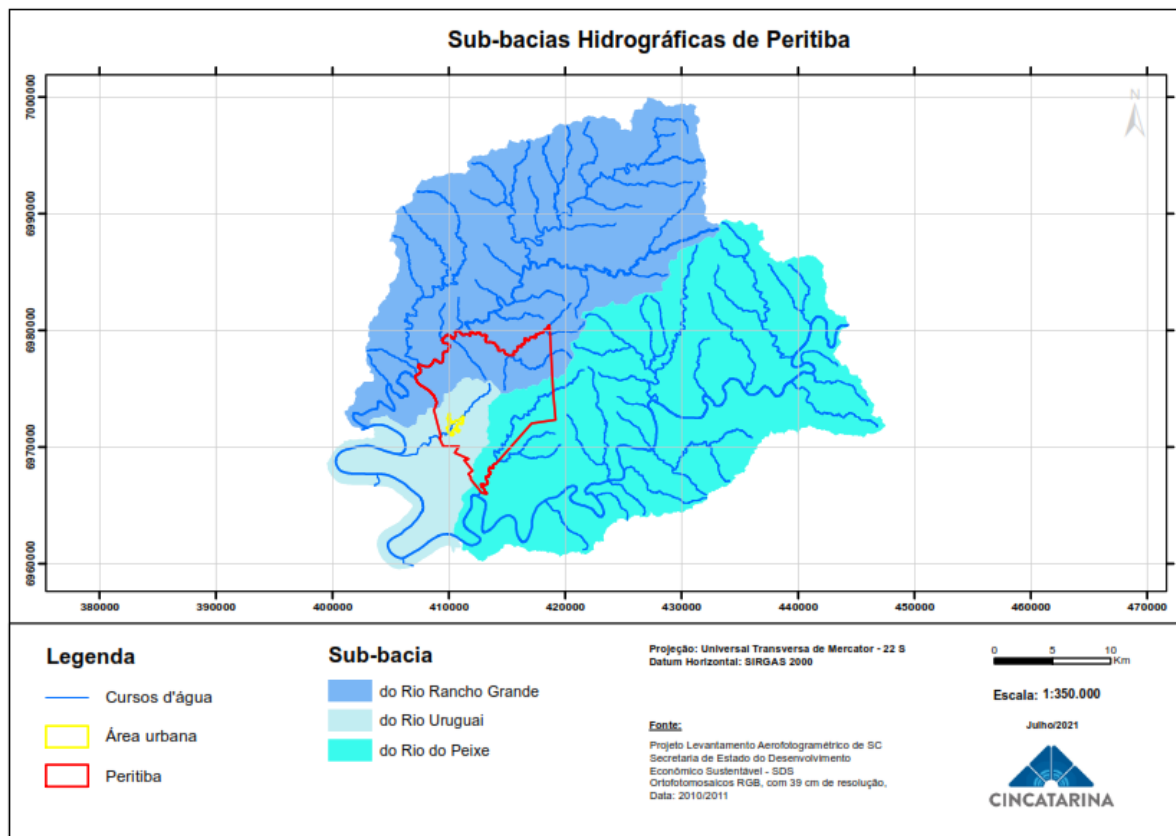 Sub-bacias Hidrográficas de Peritiba
N
7000000
6990000
6980000
6970000
6960000
380000
390000
400000
410000
420000
430000
440000
450000
460000
470000
Legenda
Cursos d'água
Área urbana
Peritiba
Sub-bacia
do Rio Rancho Grande
do Rio Uruguai
do Rio do Peixe
Projeção: Universal Transversa de Mercator - 22 S
Datum Horizontal: SIRGAS 2000
Fonte:
Projeto Levantamento Aerofotogramétrico de SC
Secretaria de Estado do Desenvolvimento
Econômico Sustentável - SDS
Ortofotomosaicos RGB, com 39 cm de resolução,
Data: 2010/2011
0 5 10
Km
Escala: 1:350.000
Julho/2021
CINCATARINA